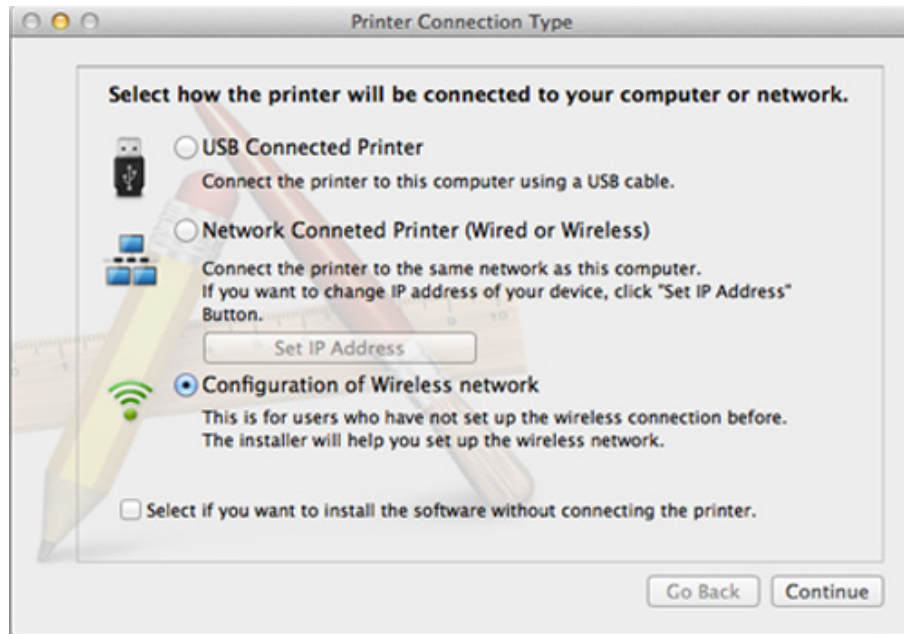 Printer Connection Type
Select how the printer will be connected to your computer or network.
USB Connected Printer
Connect the printer to this computer using a USB cable.
Network Conneted Printer (Wired or Wireless)
Connect the printer to the same network as this computer.
If you want to change IP address of your device, click "Set IP Address"
Button.
Set IP Address
Configuration of Wireless network
This is for users who have not set up the wireless connection before.
The installer will help you set up the wireless network.
Select if you want to install the software without connecting the printer.
Go Back
Continue